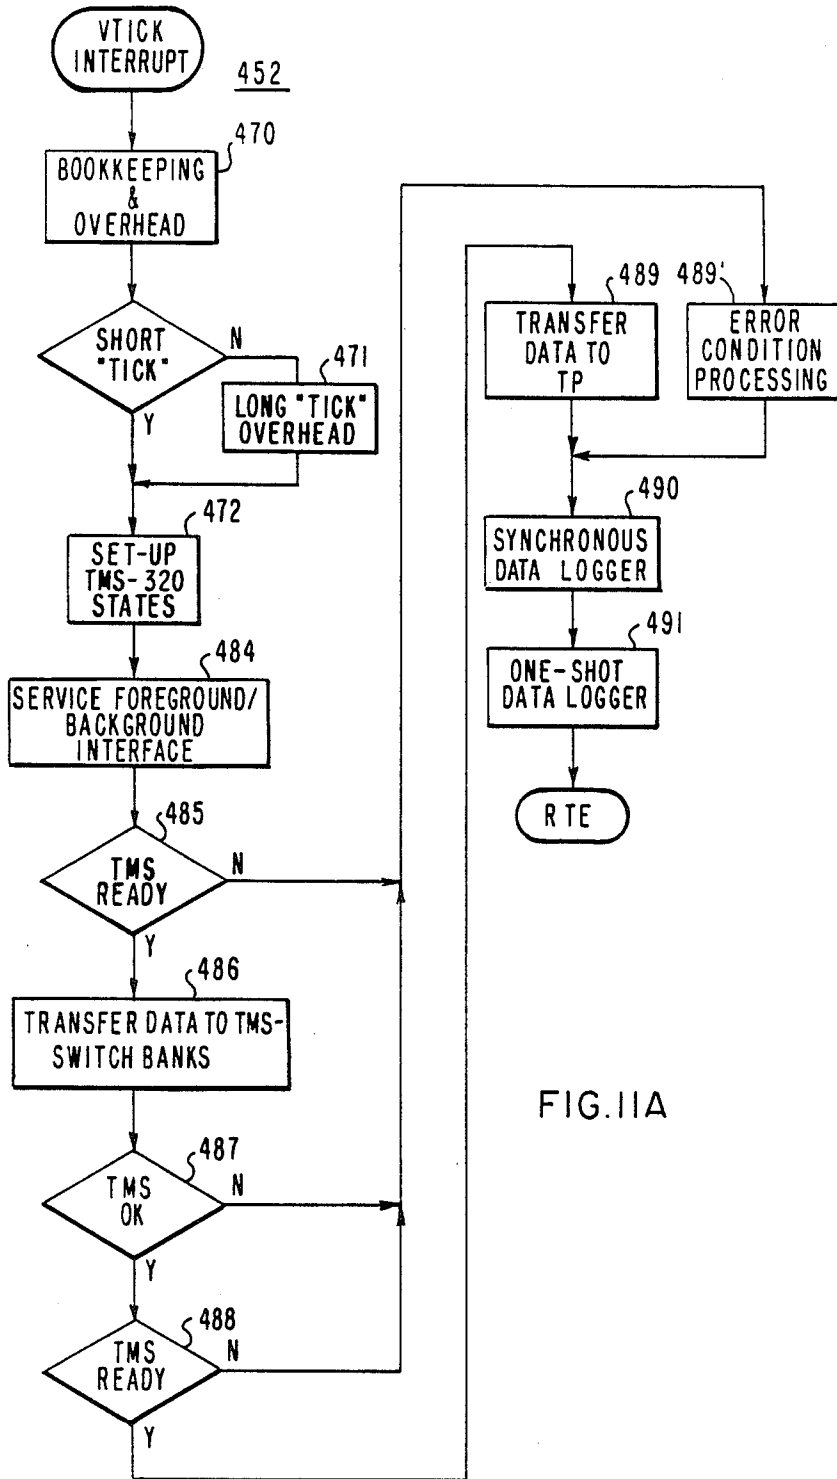 VTICK
INTERRUPT
452
470
BOOKKEEPING
&
OVERHEAD
SHORT
"TICK"
N
Y
471
LONG "TICK"
OVERHEAD
472
SET-UP
TMS-320
STATES
484
SERVICE FOREGROUND/
BACKGROUND
INTERFACE
485
TMS
READY
N
Y
486
TRANSFER DATA TO TMS-
SWITCH BANKS
487
TMS
OK
N
Y
488
TMS
READY
N
Y
489
TRANSFER
DATA TO
TP
489'
ERROR
CONDITION
PROCESSING
490
SYNCHRONOUS
DATA LOGGER
491
ONE-SHOT
DATA LOGGER
RTE
FIG.11A